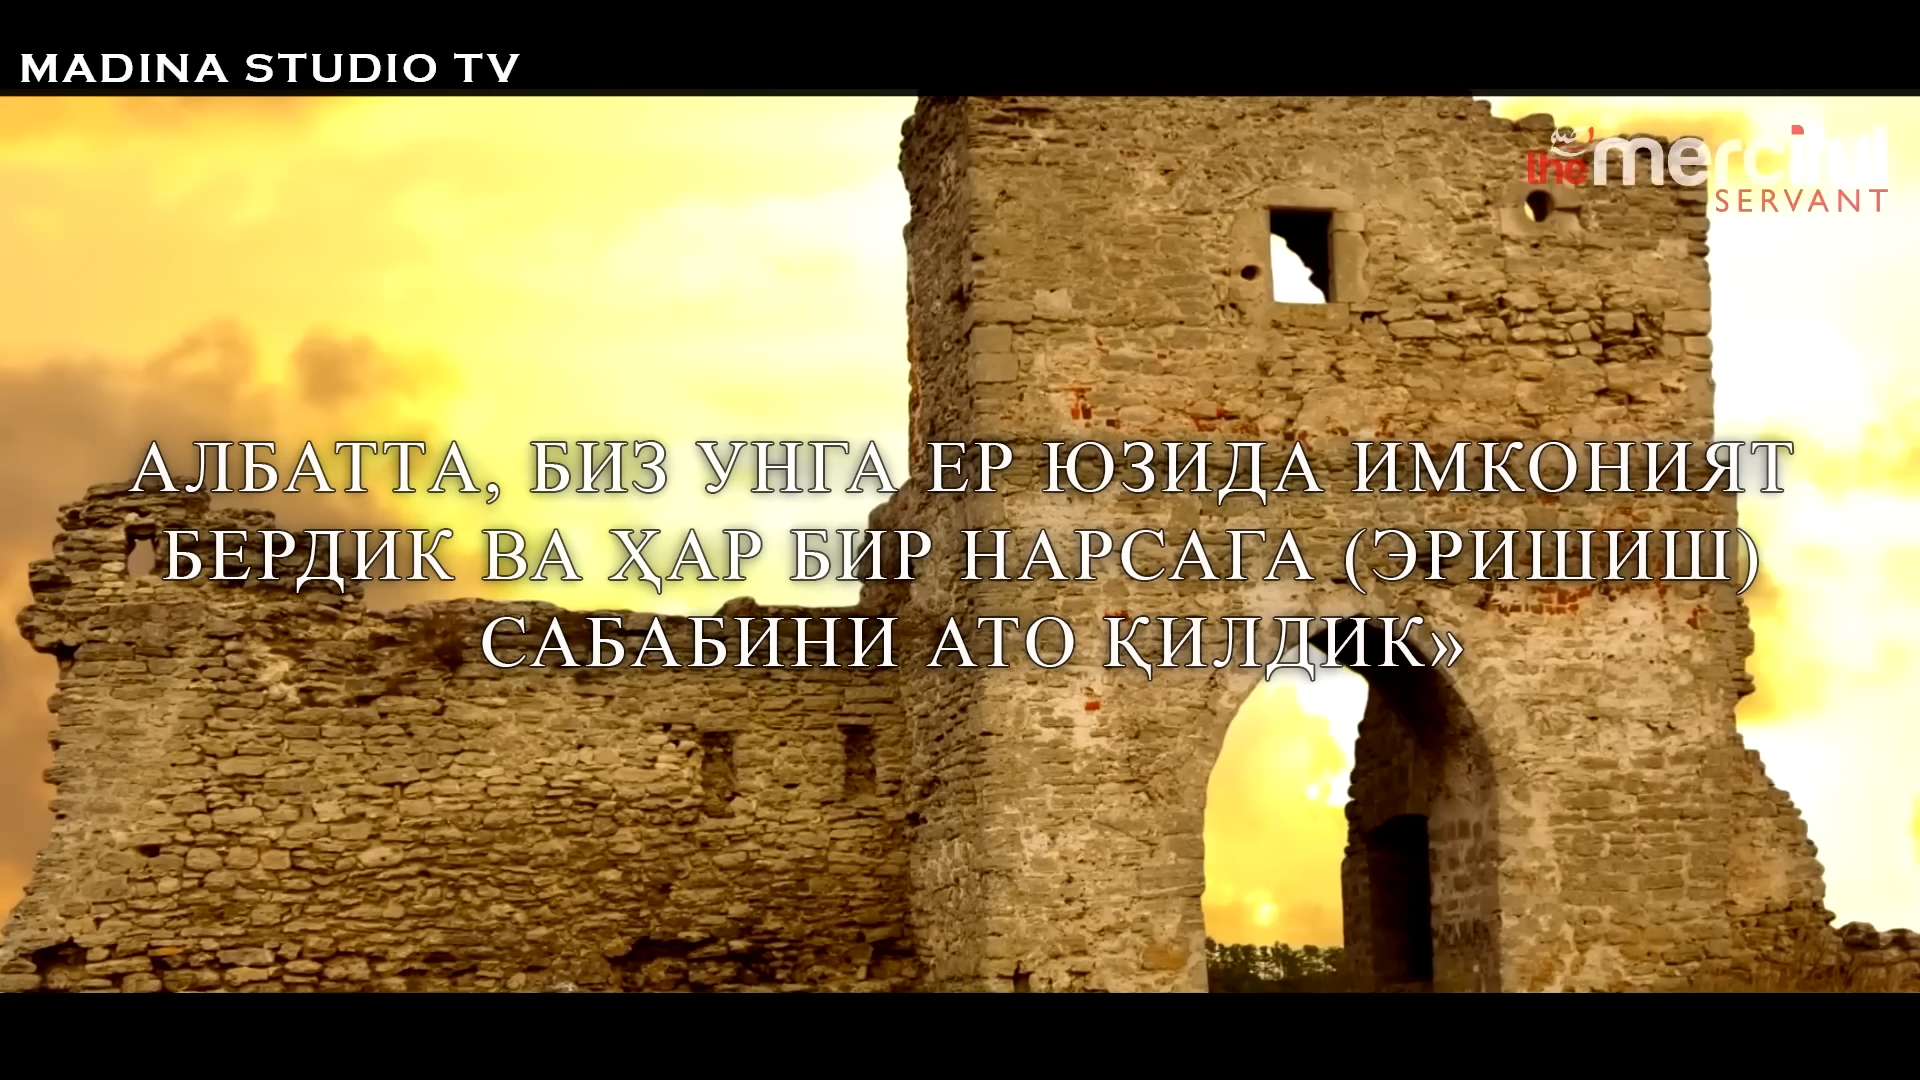 MADINA STUDIO TV
the merciful
SERVANT
АЛБАТТА, БИЗ УНГА ЕР ЮЗИДА ИМКОНИЯТ
БЕРДИК ВА ҲАР БИР НАРСАГА (ЭРИШИШ)
САБАБИНИ АТО ҚИЛДИК»